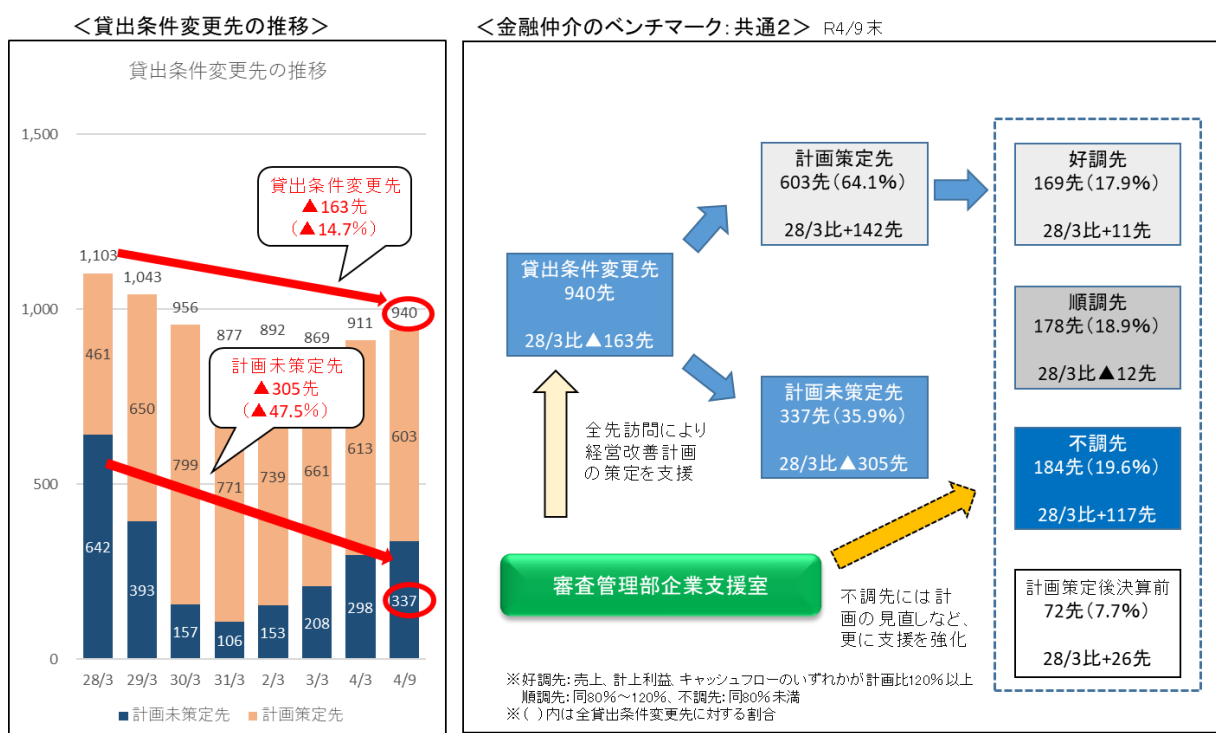 <貸出条件変更先の推移>
貸出条件変更先の推移
1,500
1,000
500
0
1,103
1,043
956
877
892
869
911
940
461
650
799
771
739
661
613
603
642
393
157
106
153
208
298
337
貸出条件変更先
▲163先
(▲14.7%)
計画未策定先
▲305先
(▲47.5%)
28/3 29/3 30/3 31/3 2/3 3/3 4/3 4/9
■計画未策定先 ■計画策定先
<金融仲介のベンチマーク:共通2> R4/9末
貸出条件変更先
940先
28/3比▲163先
計画策定先
603先(64.1%)
28/3比+142先
計画未策定先
337先(35.9%)
28/3比▲305先
好調先
169先(17.9%)
28/3比+11先
順調先
178先(18.9%)
28/3比▲12先
不調先
184先(19.6%)
28/3比+117先
計画策定後決算前
72先(7.7%)
28/3比+26先
全先訪問により
経営改善計画
の策定を支援
審査管理部企業支援室
不調先には計
画の見直しなど、
更に支援を強化
※好調先:売上、計上利益、キャッシュフローのいずれかが計画比120%以上
順調先:同80%~120%、不調先:同80%未満
※( )内は全貸出条件変更先に対する割合